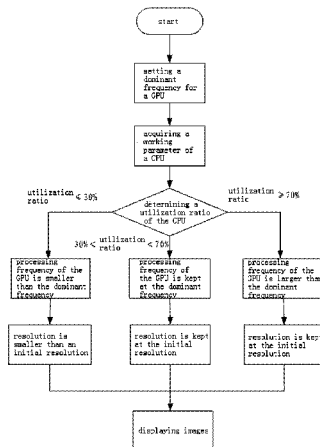 start
setting a
dominant
frequency for
a GPU
acquiring a
working
parameter of
a CPU
utilization
ratio
⩽ 30%
determining a
utilization ratio
of the GPU
utilization
ratio
⩾ 70%
30% < utilization
ratio < 70%
processing
frequency of the
GPU is smaller
than the dominant
frequency
processing
frequency of
the GPU is kept
at the dominant
frequency
processing
frequency of the
GPU is larger than
the dominant
frequency
resolution is
smaller than an
initial resolution
resolution is kept
at the initial
resolution
resolution is kept
at the initial
resolution
displaying images